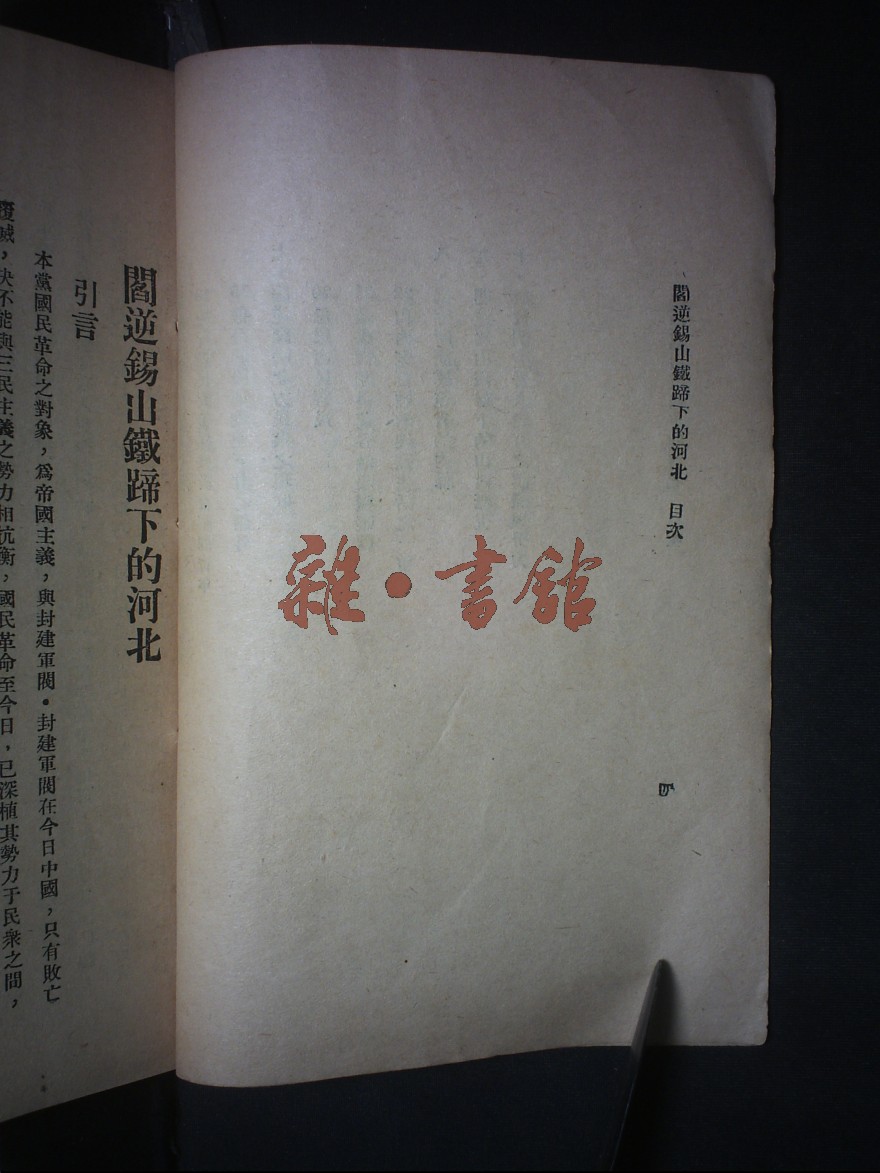 閻逆錫山鐵蹄下的河北　目次
四
雜・書館
閻逆錫山鐵蹄下的河北
引言
本黨國民革命之對象，爲帝國主義，與封建軍閥・封建軍閥在今日中國，只有敗亡
覆滅，決不能與三民主義之勢力相抗衡，國民革命至今日，已深植其勢力于民衆之間，